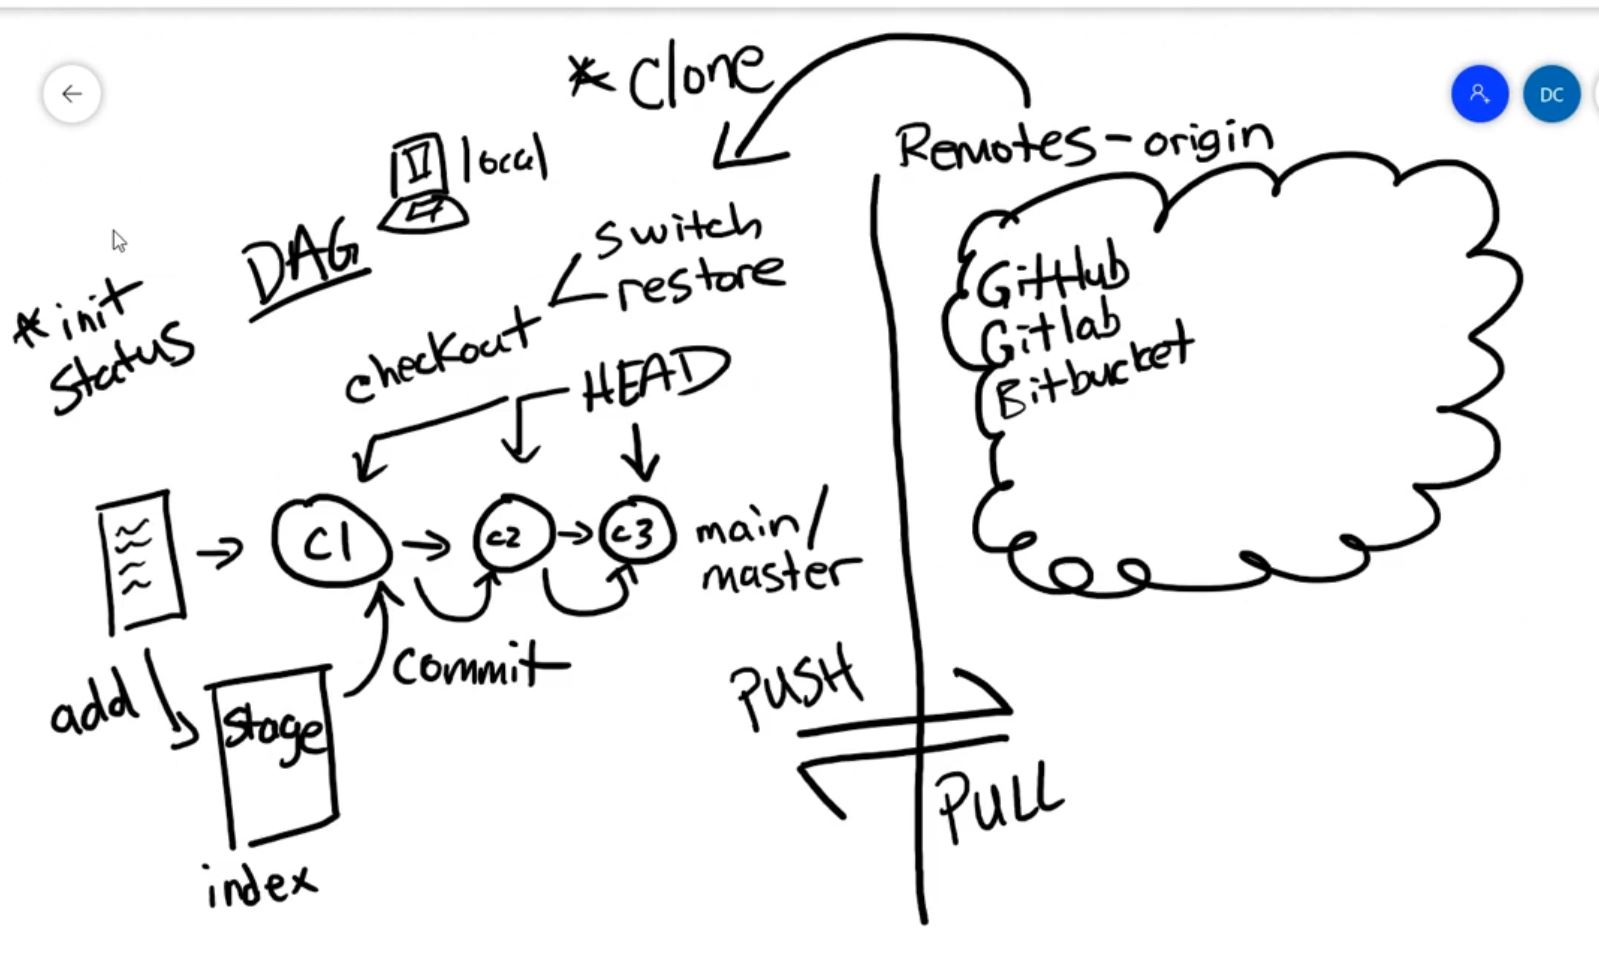 * Clone
DC
Remotes - origin
local
DAG
switch
restore
* init
status
checkout
HEAD
GitHub
Gitlab
Bitbucket
C1
C2
C3
main/
master
add
commit
stage
index
PUSH
PULL